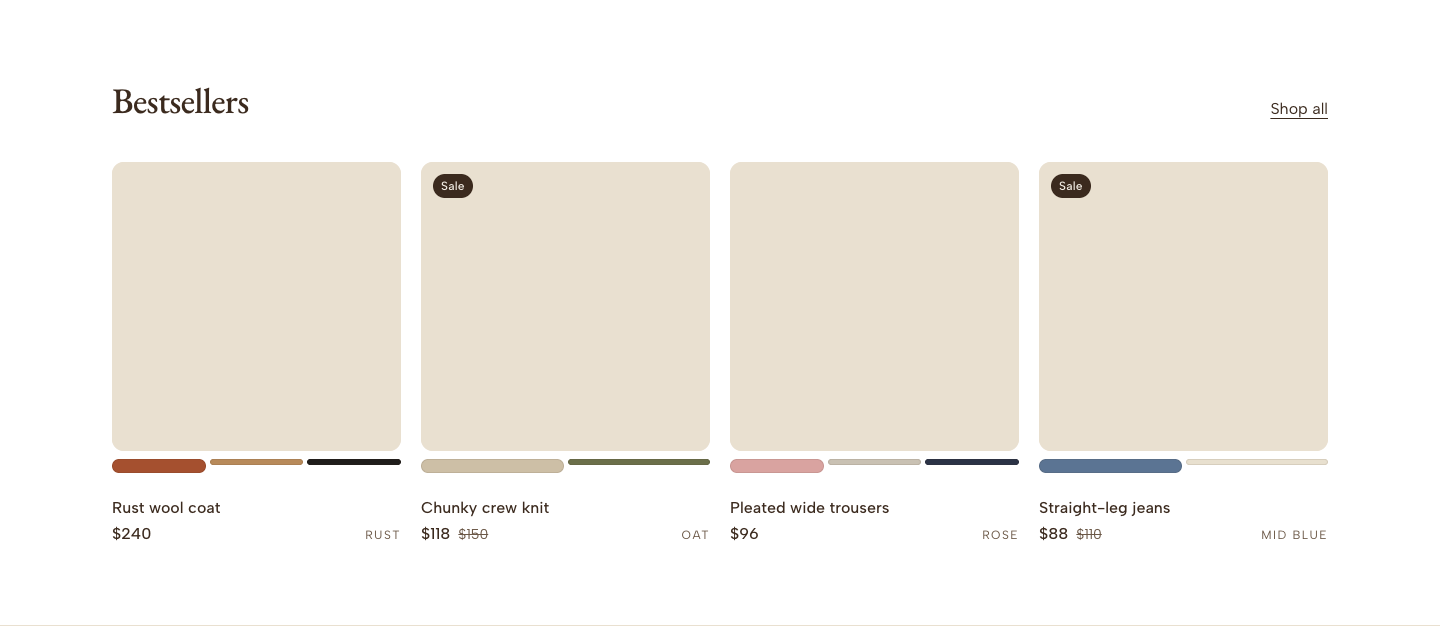 Bestsellers
Shop all
Sale
Sale
Rust wool coat
$240
RUST
Chunky crew knit
$118 $150
OAT
Pleated wide trousers
$96
ROSE
Straight-leg jeans
$88 $110
MID BLUE